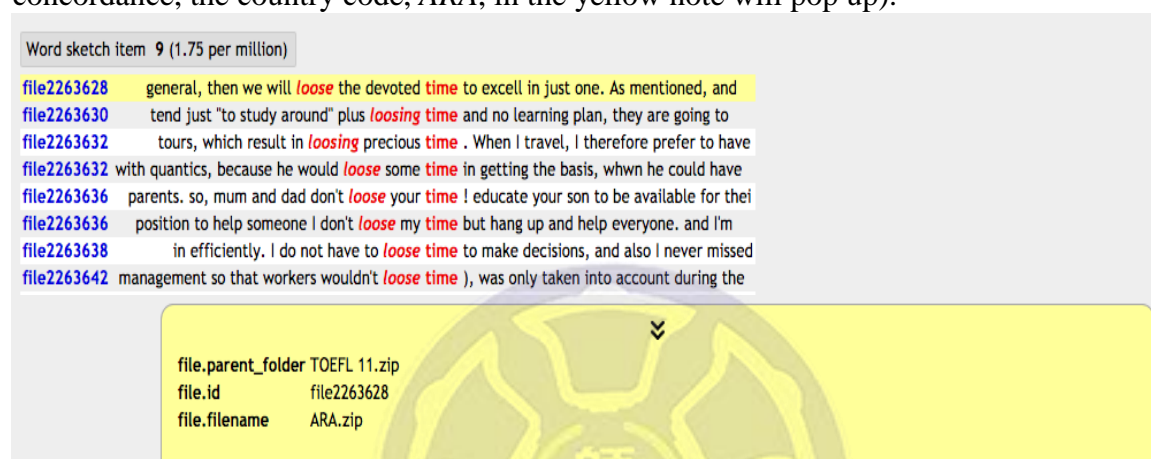 concordance, the country code, ARA, in the yellow note will pop up):
Word sketch item 9 (1.75 per million)
file2263628 general, then we will loose the devoted time to excell in just one. As mentioned, and
file2263630 tend just "to study around" plus loosing time and no learning plan, they are going to
file2263632 tours, which result in loosing precious time . When I travel, I therefore prefer to have
file2263632 with quantics, because he would loose some time in getting the basis, whwn he could have
file2263636 parents. so, mum and dad don't loose your time ! educate your son to be available for thei
file2263636 position to help someone I don't loose my time but hang up and help everyone. and I'm
file2263638 in efficiently. I do not have to loose time to make decisions, and also I never missed
file2263642 management so that workers wouldn't loose time ), was only taken into account during the
file.parent_folder TOEFL 11.zip
file.id file2263628
file.filename ARA.zip